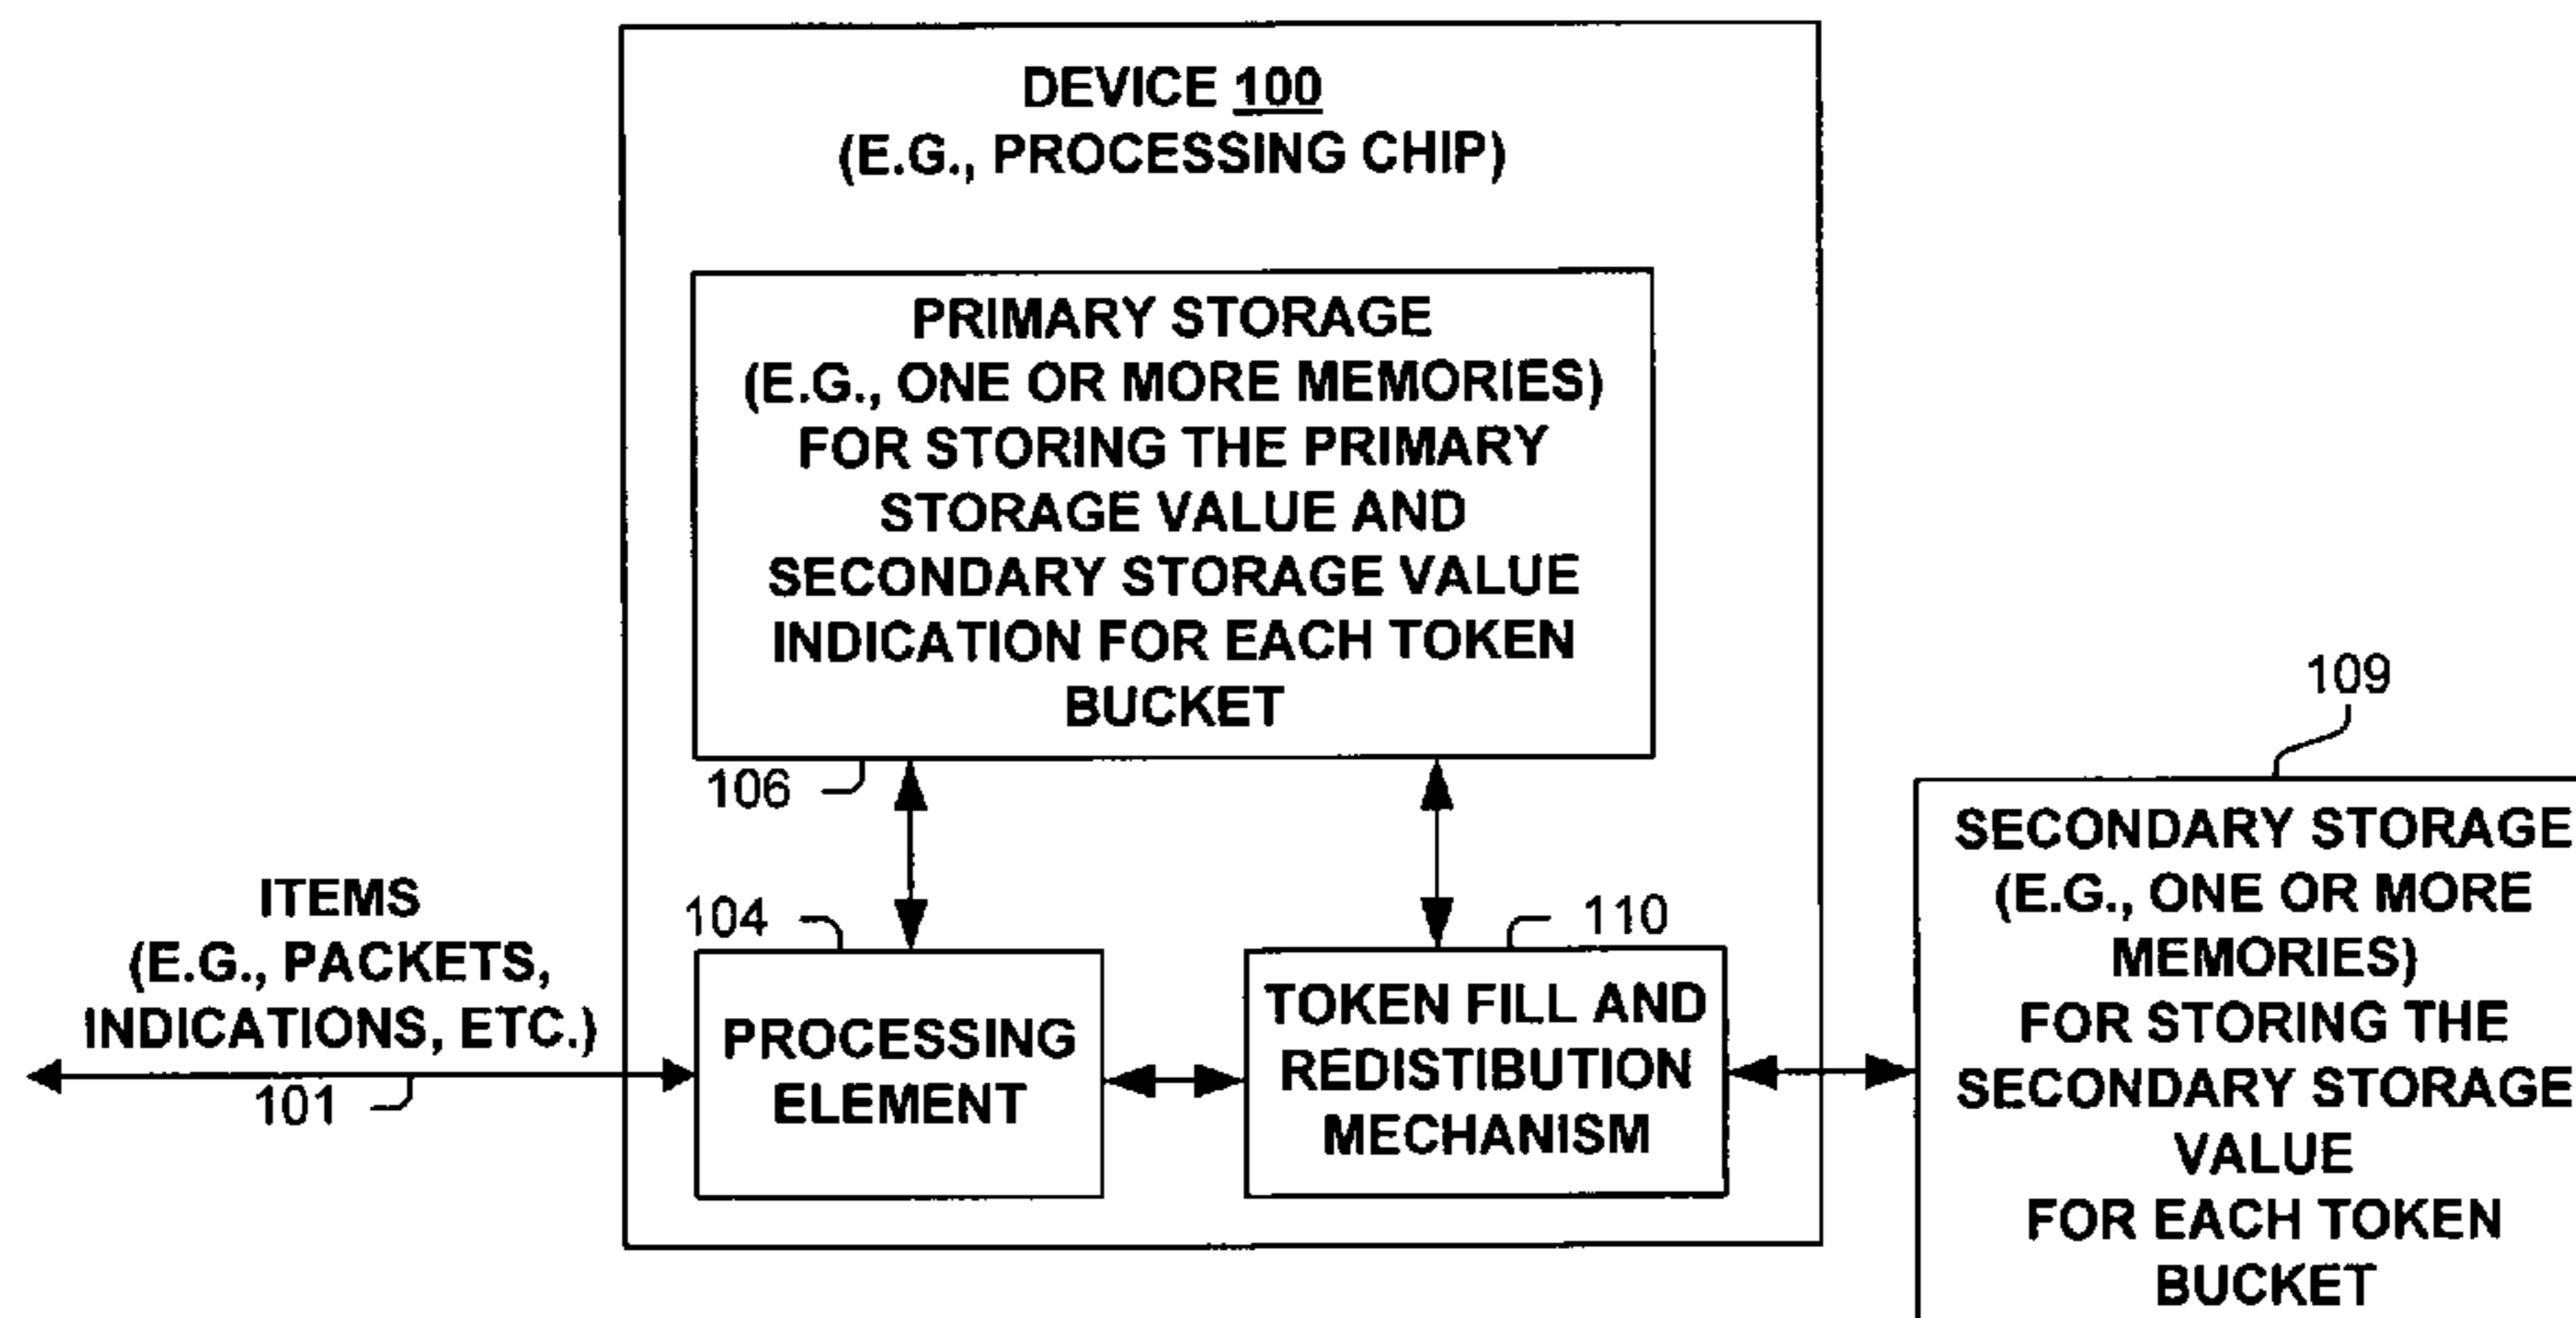 DEVICE 100
(E.G., PROCESSING CHIP)
PRIMARY STORAGE
(E.G., ONE OR MORE MEMORIES)
FOR STORING THE PRIMARY
STORAGE VALUE AND
SECONDARY STORAGE VALUE
INDICATION FOR EACH TOKEN
BUCKET
106
ITEMS
(E.G., PACKETS,
INDICATIONS, ETC.)
101
104
PROCESSING
ELEMENT
110
TOKEN FILL AND
REDISTIBUTION
MECHANISM
109
SECONDARY STORAGE
(E.G., ONE OR MORE
MEMORIES)
FOR STORING THE
SECONDARY STORAGE
VALUE
FOR EACH TOKEN
BUCKET